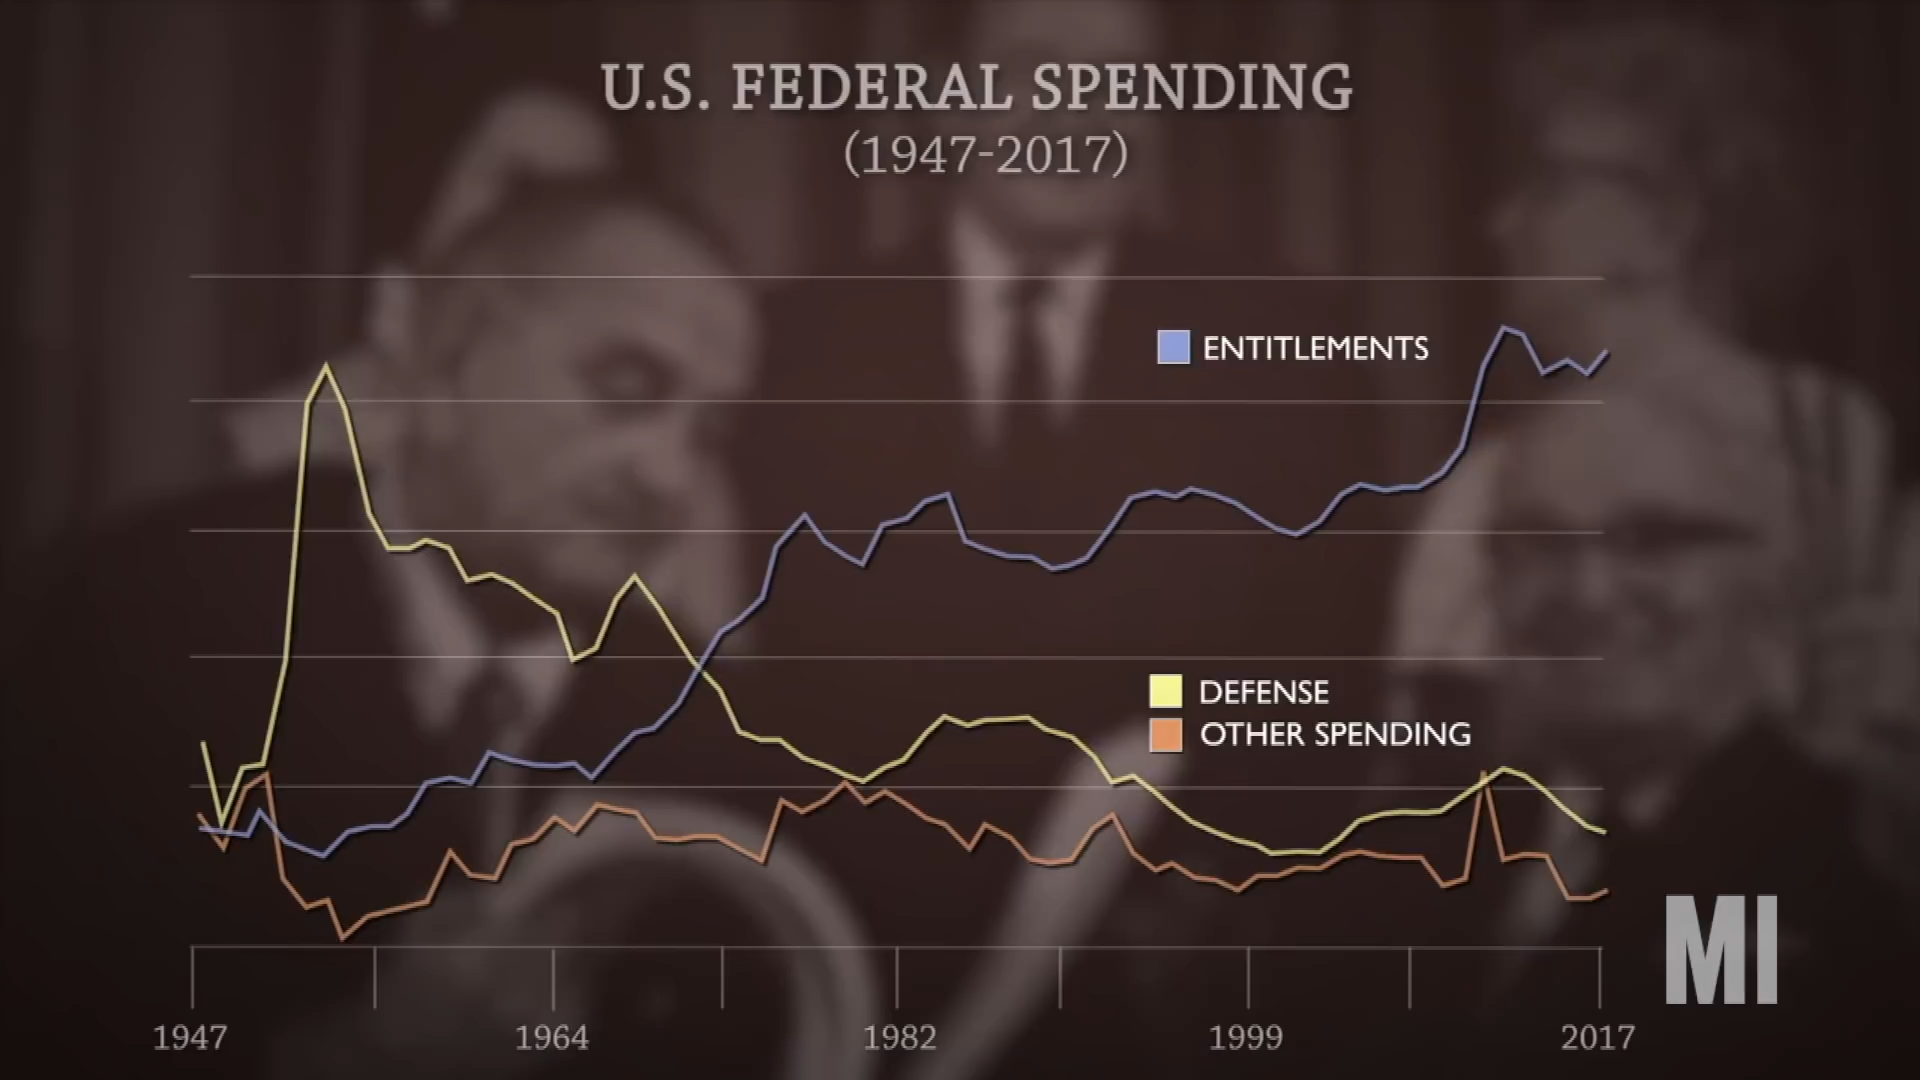 U.S. FEDERAL SPENDING
(1947-2017)
ENTITLEMENTS
DEFENSE
OTHER SPENDING
MI
1947 1964 1982 1999 2017